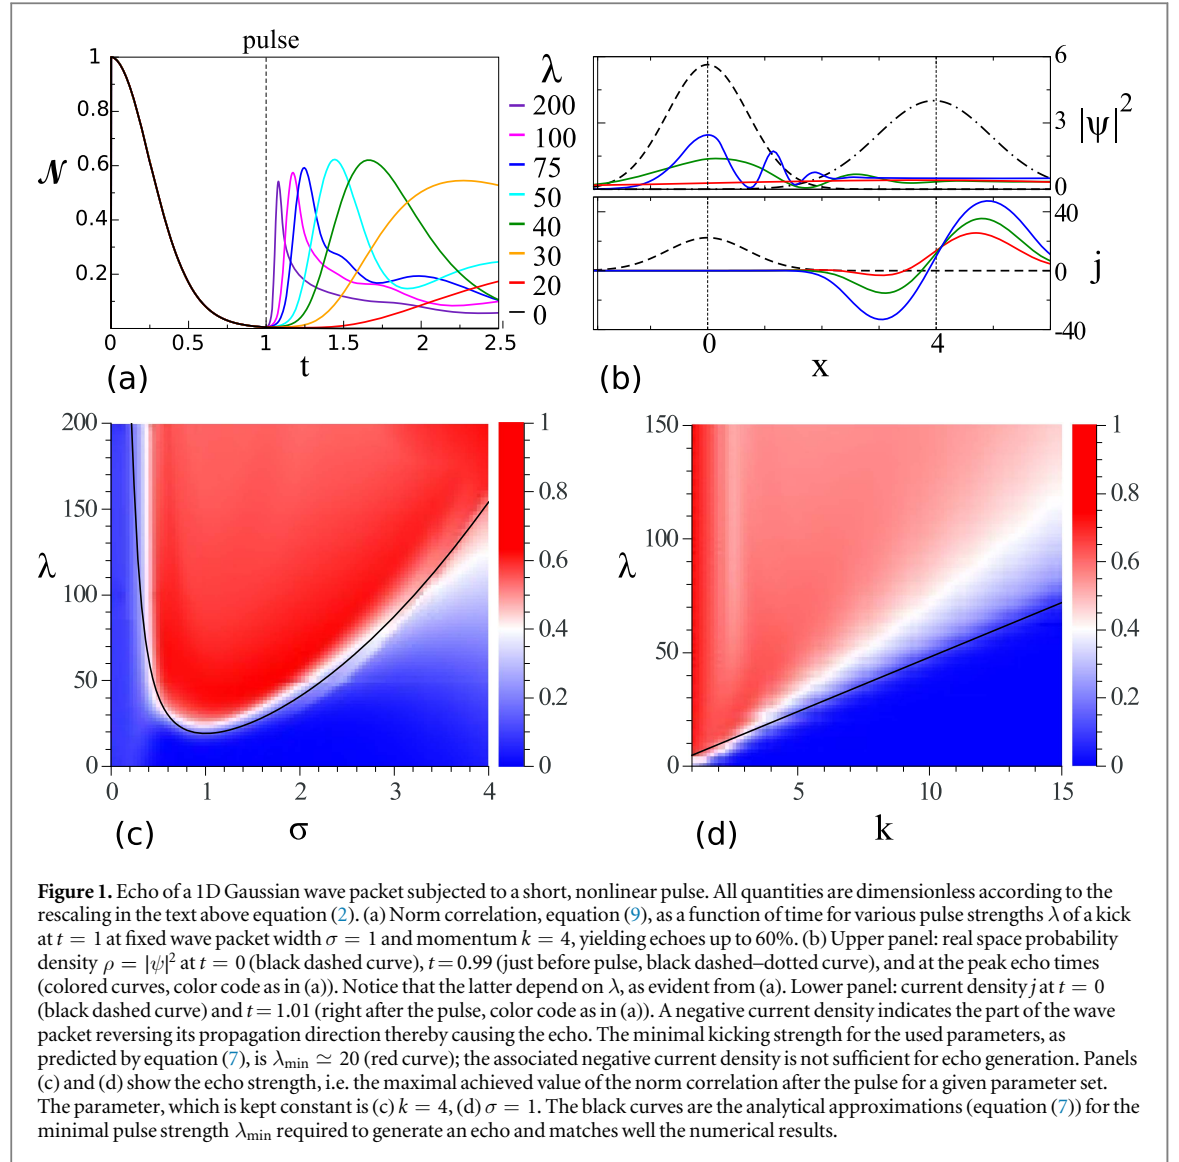 pulse
1
0.8
0.6
0.4
0.2
𝒩
0
0.5
1
1.5
2
2.5
t
(a)
λ
200
100
75
50
40
30
20
0
6
3
0
|ψ|²
40
0
-40
j
0
4
x
(b)
200
150
100
50
0
λ
0
1
2
3
4
σ
(c)
1
0.8
0.6
0.4
0.2
0
150
100
50
0
λ
5
10
15
k
(d)
1
0.8
0.6
0.4
0.2
0
Figure 1. Echo of a 1D Gaussian wave packet subjected to a short, nonlinear pulse. All quantities are dimensionless according to the
rescaling in the text above equation (2). (a) Norm correlation, equation (9), as a function of time for various pulse strengths λ of a kick
at t = 1 at fixed wave packet width σ = 1 and momentum k = 4, yielding echoes up to 60%. (b) Upper panel: real space probability
density ρ = |ψ|² at t = 0 (black dashed curve), t = 0.99 (just before pulse, black dashed–dotted curve), and at the peak echo times
(colored curves, color code as in (a)). Notice that the latter depend on λ, as evident from (a). Lower panel: current density j at t = 0
(black dashed curve) and t = 1.01 (right after the pulse, color code as in (a)). A negative current density indicates the part of the wave
packet reversing its propagation direction thereby causing the echo. The minimal kicking strength for the used parameters, as
predicted by equation (7), is λmin ≃ 20 (red curve); the associated negative current density is not sufficient for echo generation. Panels
(c) and (d) show the echo strength, i.e. the maximal achieved value of the norm correlation after the pulse for a given parameter set.
The parameter, which is kept constant is (c) k = 4, (d) σ = 1. The black curves are the analytical approximations (equation (7)) for the
minimal pulse strength λmin required to generate an echo and matches well the numerical results.